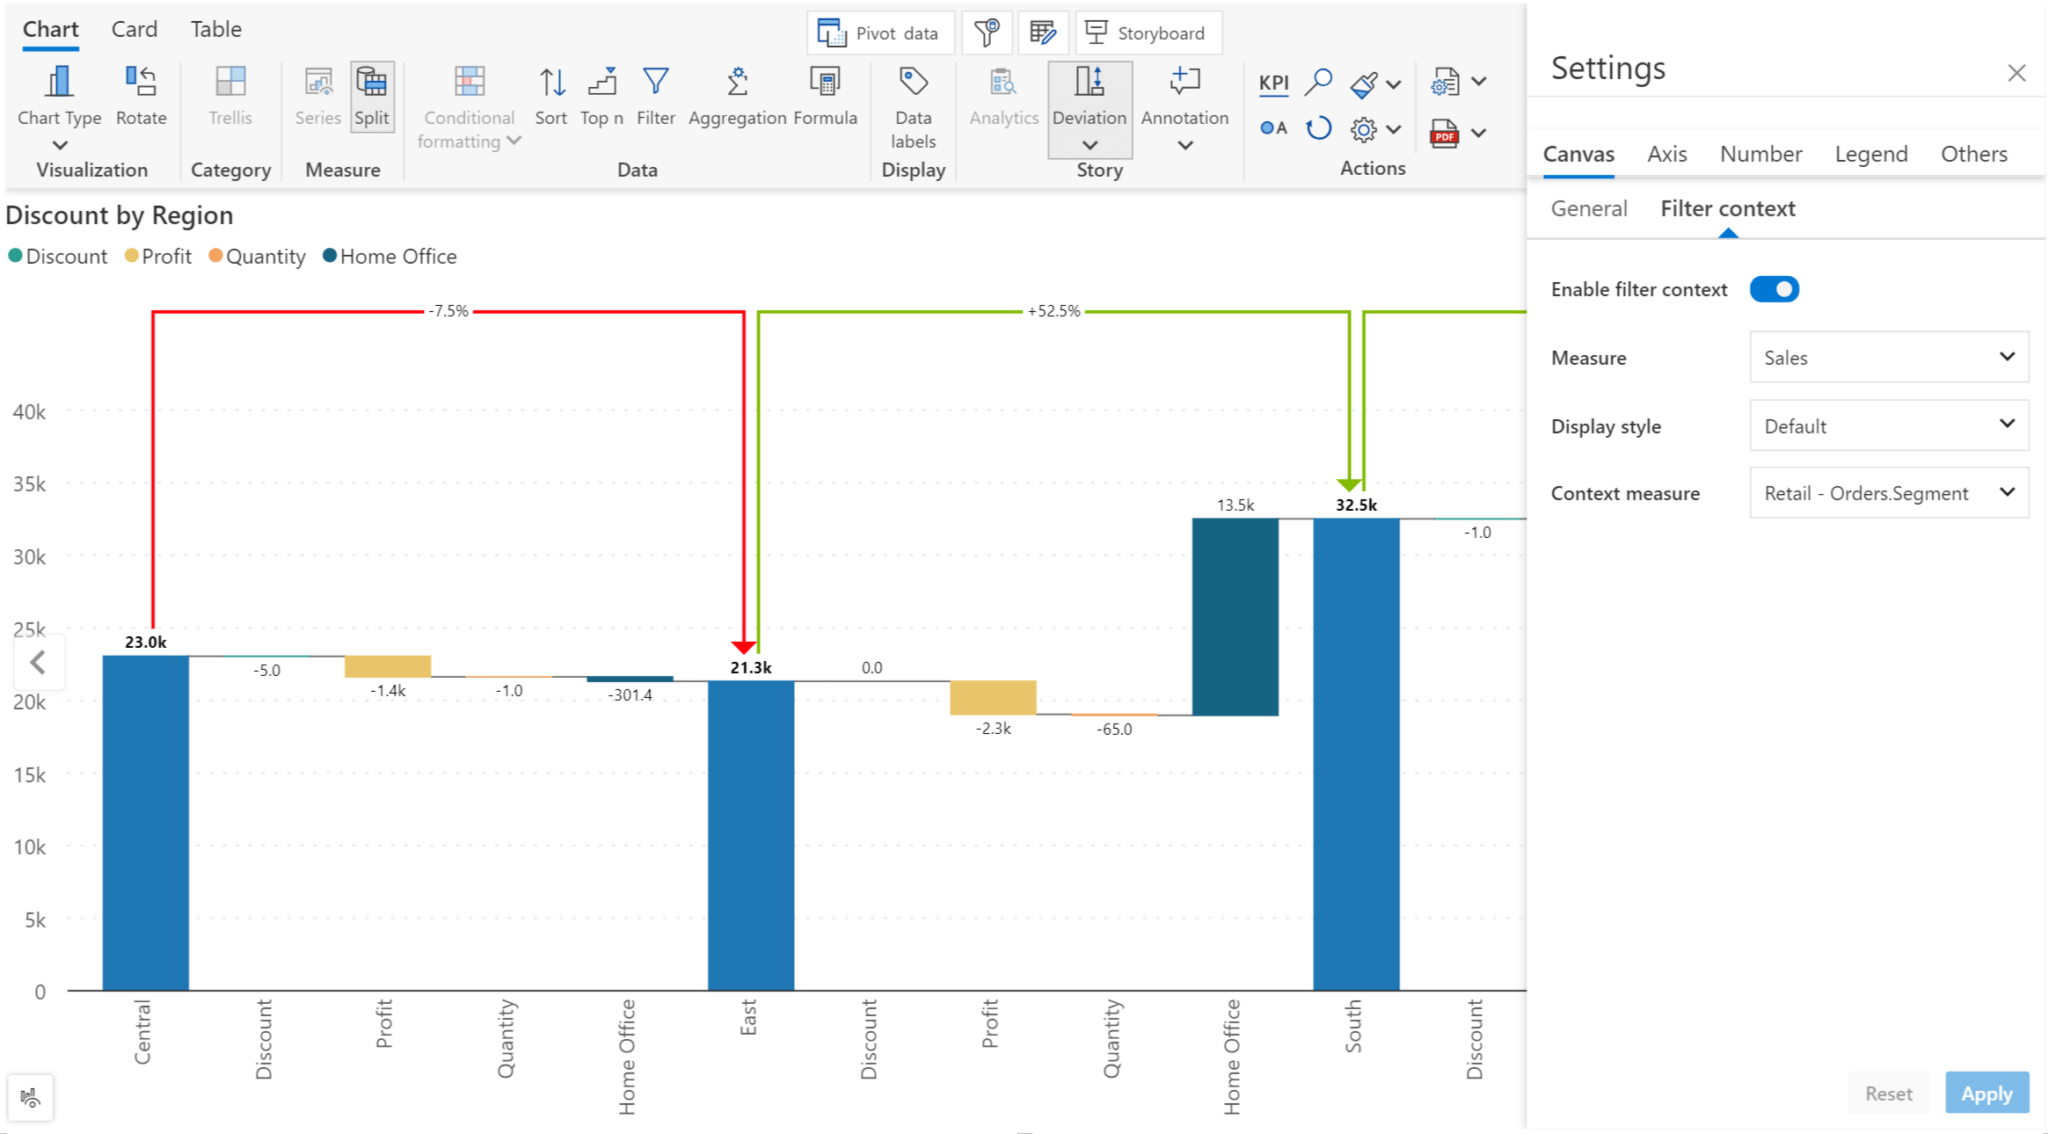 Chart Card Table
Pivot data
Storyboard
Chart Type
Rotate
Visualization
Trellis
Category
Series
Split
Measure
Conditional
formatting
Sort
Top n
Filter
Aggregation
Formula
Data
Data
labels
Display
Analytics
Deviation
Annotation
Story
KPI
A
PDF
Actions
Discount by Region
Discount Profit Quantity Home Office
-7.5%
+52.5%
40k
35k
30k
25k
20k
15k
10k
5k
0
23.0k
-5.0
-1.4k
-1.0
-301.4
21.3k
0.0
-2.3k
-65.0
13.5k
32.5k
-1.0
Central
Discount
Profit
Quantity
Home Office
East
Discount
Profit
Quantity
Home Office
South
Discount
Settings
Canvas Axis Number Legend Others
General Filter context
Enable filter context
Measure Sales
Display style Default
Context measure Retail - Orders.Segment
Reset Apply